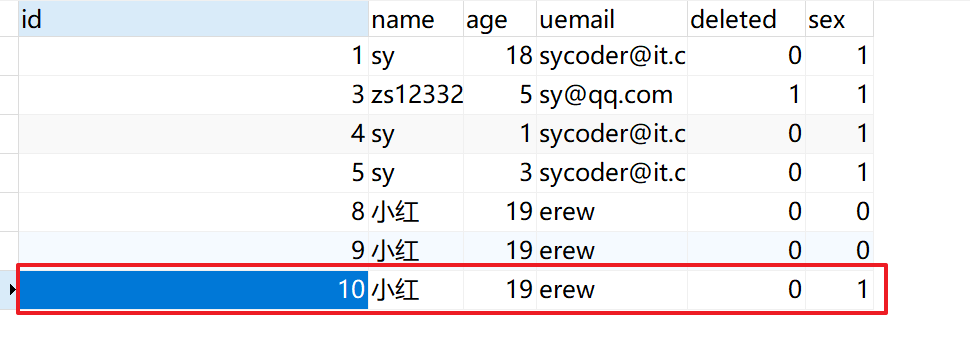 id name age uemail deleted sex
1 sy 18 sycoder@it.c 0 1
3 zs12332 5 sy@qq.com 1 1
4 sy 1 sycoder@it.c 0 1
5 sy 3 sycoder@it.c 0 1
8 小红 19 erew 0 0
9 小红 19 erew 0 0
10 小红 19 erew 0 1